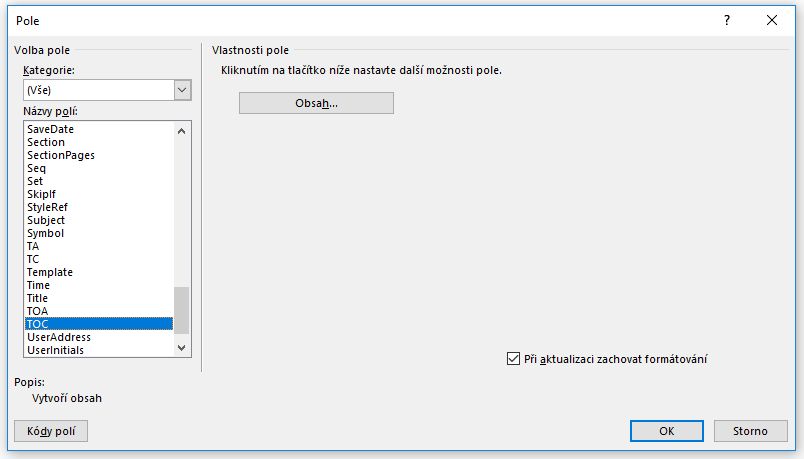 Pole
Volba pole
Kategorie:
(Vše)
Názvy polí:
SaveDate
Section
SectionPages
Seq
Set
SkipIf
StyleRef
Subject
Symbol
TA
TC
Template
Time
Title
TOA
TOC
UserAddress
UserInitials
Vlastnosti pole
Kliknutím na tlačítko níže nastavte další možnosti pole.
Obsah...
Při aktualizaci zachovat formátování
Popis:
Vytvoří obsah
Kódy polí
OK
Storno